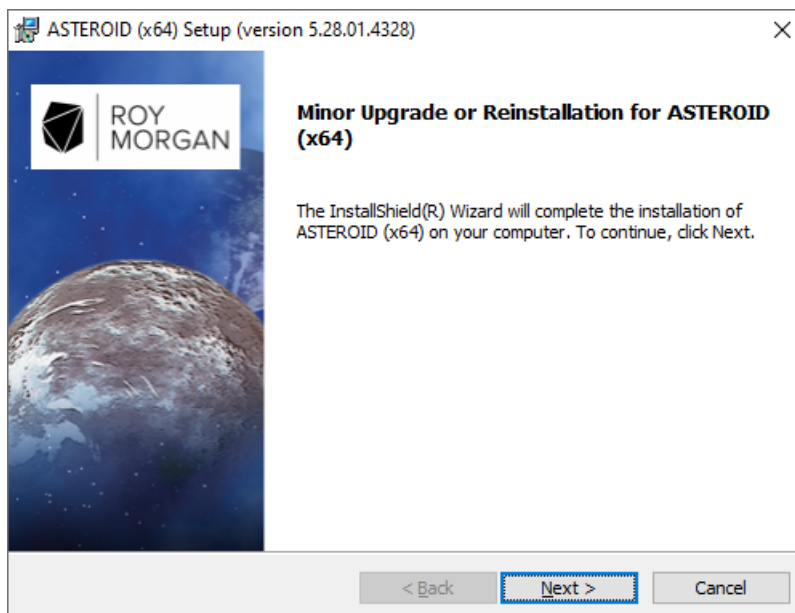 ASTEROID (x64) Setup (version 5.28.01.4328)
ROY
MORGAN
Minor Upgrade or Reinstallation for ASTEROID
(x64)
The InstallShield(R) Wizard will complete the installation of
ASTEROID (x64) on your computer. To continue, click Next.
< Back
Next >
Cancel